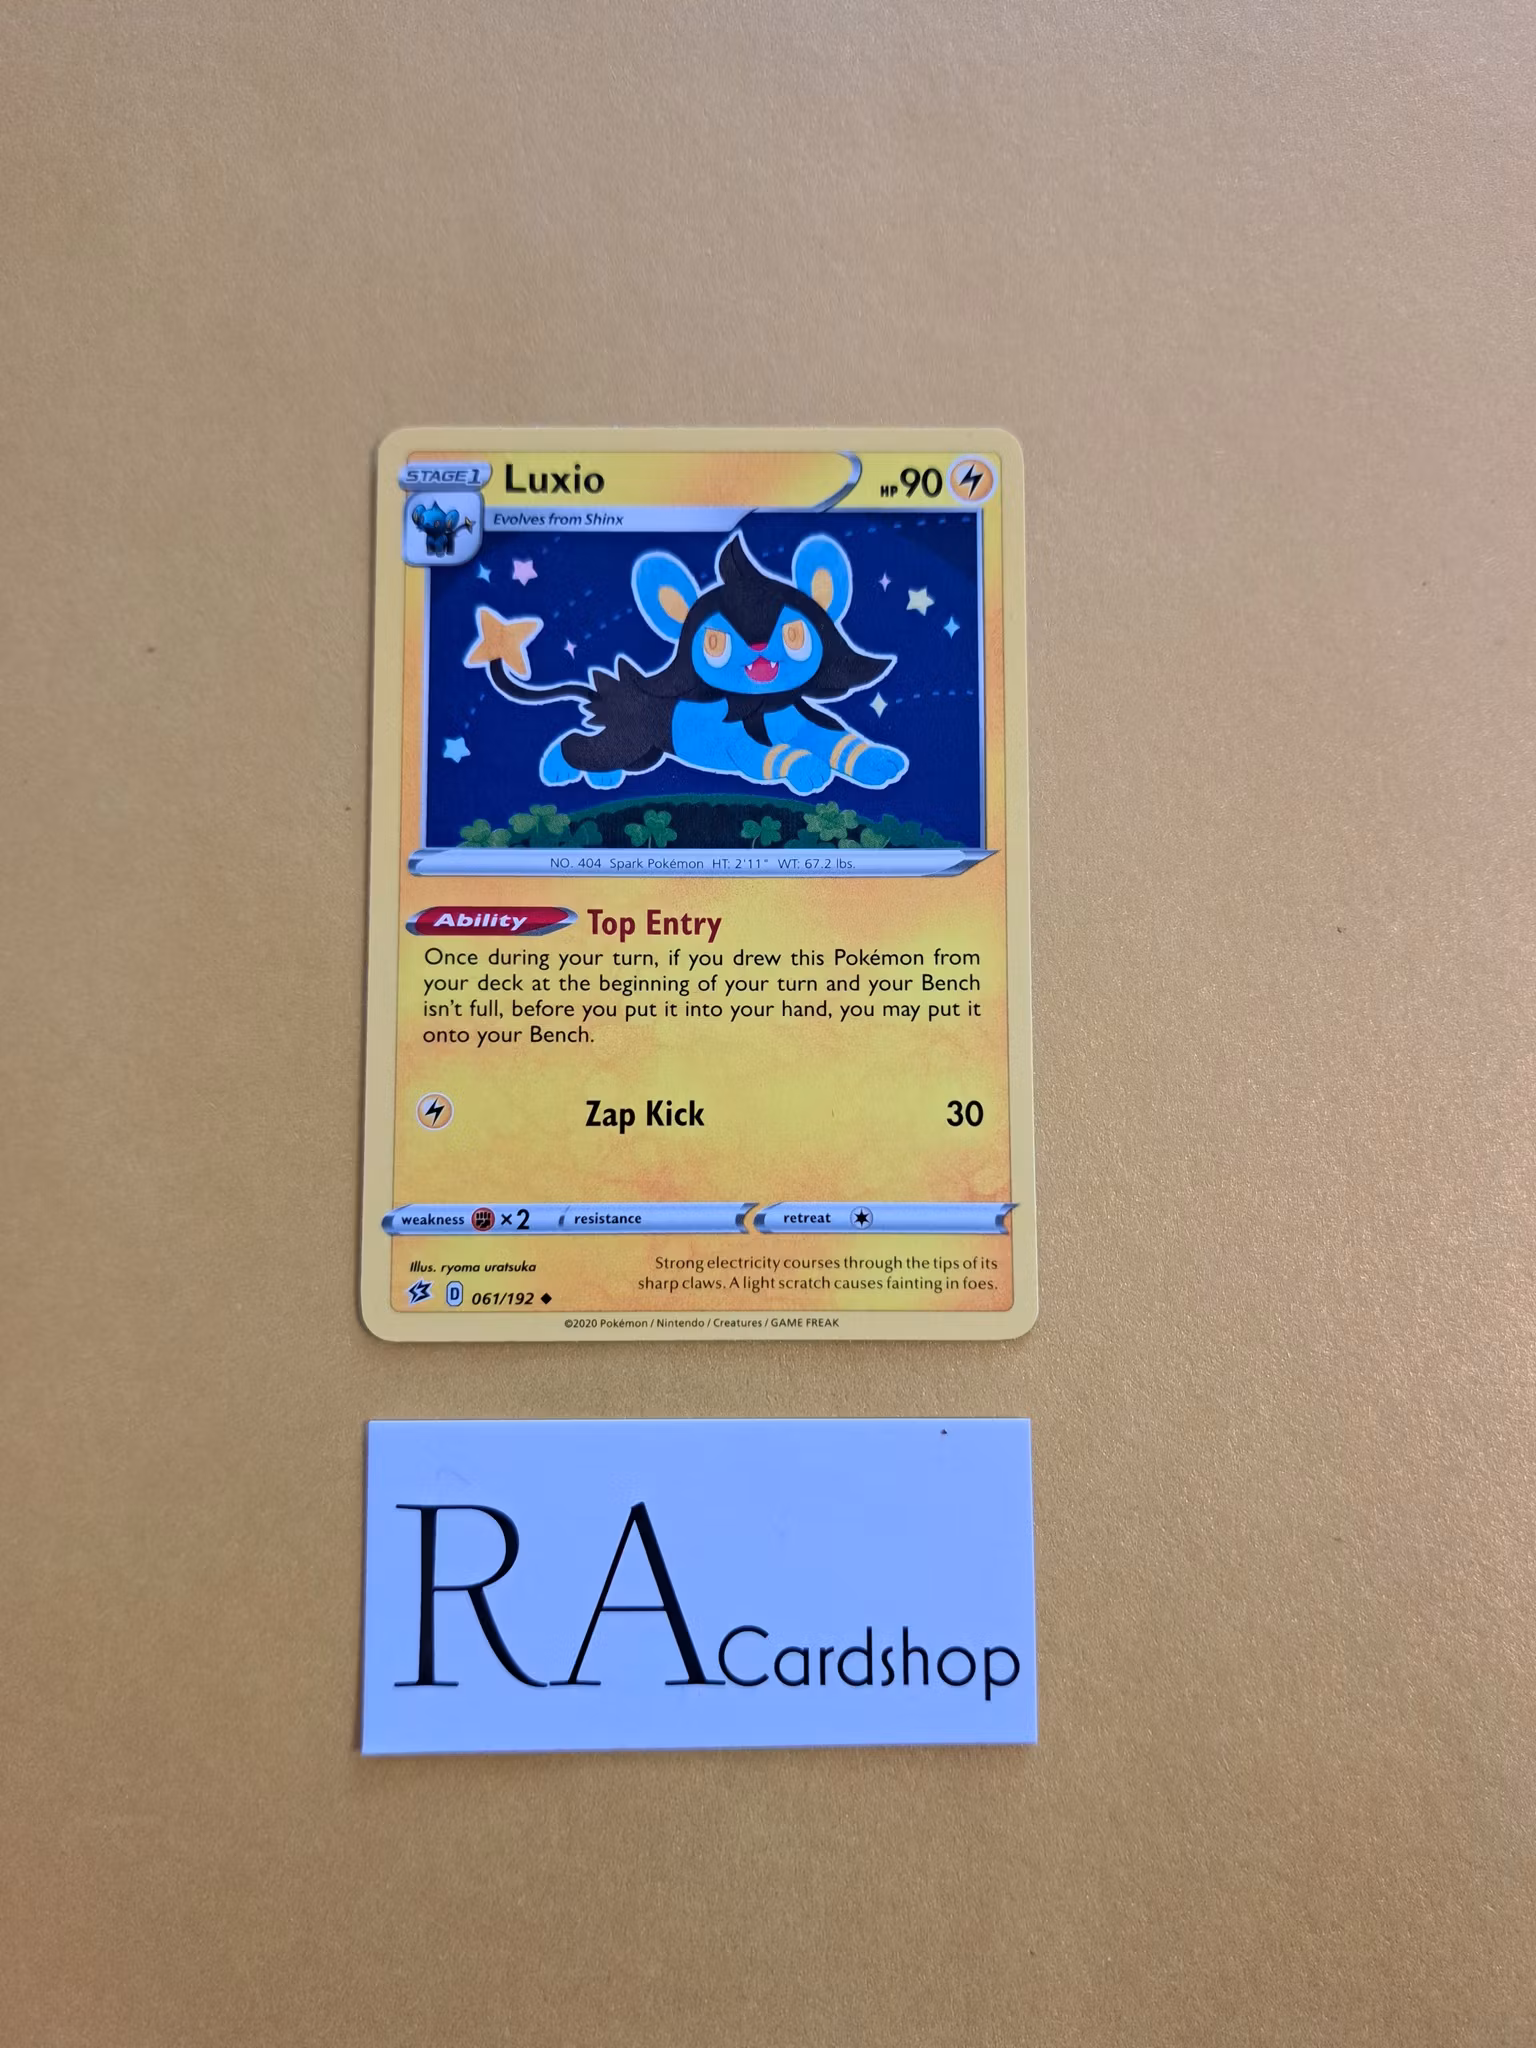 STAGE 1 Luxio HP 90
Evolves from Shinx
NO. 404 Spark Pokémon HT: 2'11" WT: 67.2 lbs.
Ability Top Entry
Once during your turn, if you drew this Pokémon from
your deck at the beginning of your turn and your Bench
isn't full, before you put it into your hand, you may put it
onto your Bench.
Zap Kick 30
weakness ×2 resistance retreat
Illus. ryoma uratsuka
Strong electricity courses through the tips of its
sharp claws. A light scratch causes fainting in foes.
D 061/192
©2020 Pokémon / Nintendo / Creatures / GAME FREAK
RA Cardshop